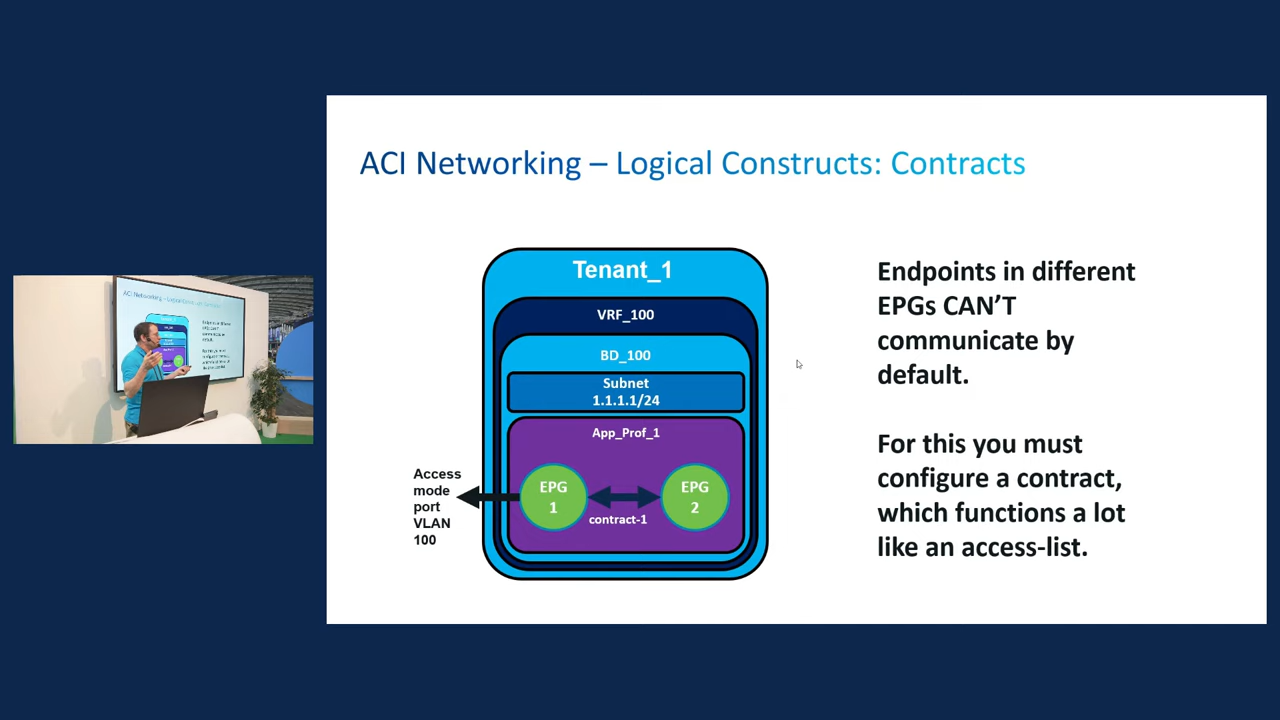 ACI Networking – Logical Constructs: Contracts
Tenant_1
VRF_100
BD_100
Subnet
1.1.1.1/24
App_Prof_1
Access
mode
port
VLAN
100
EPG
1
contract-1
EPG
2
Endpoints in different
EPGs CAN’T
communicate by
default.
For this you must
configure a contract,
which functions a lot
like an access-list.